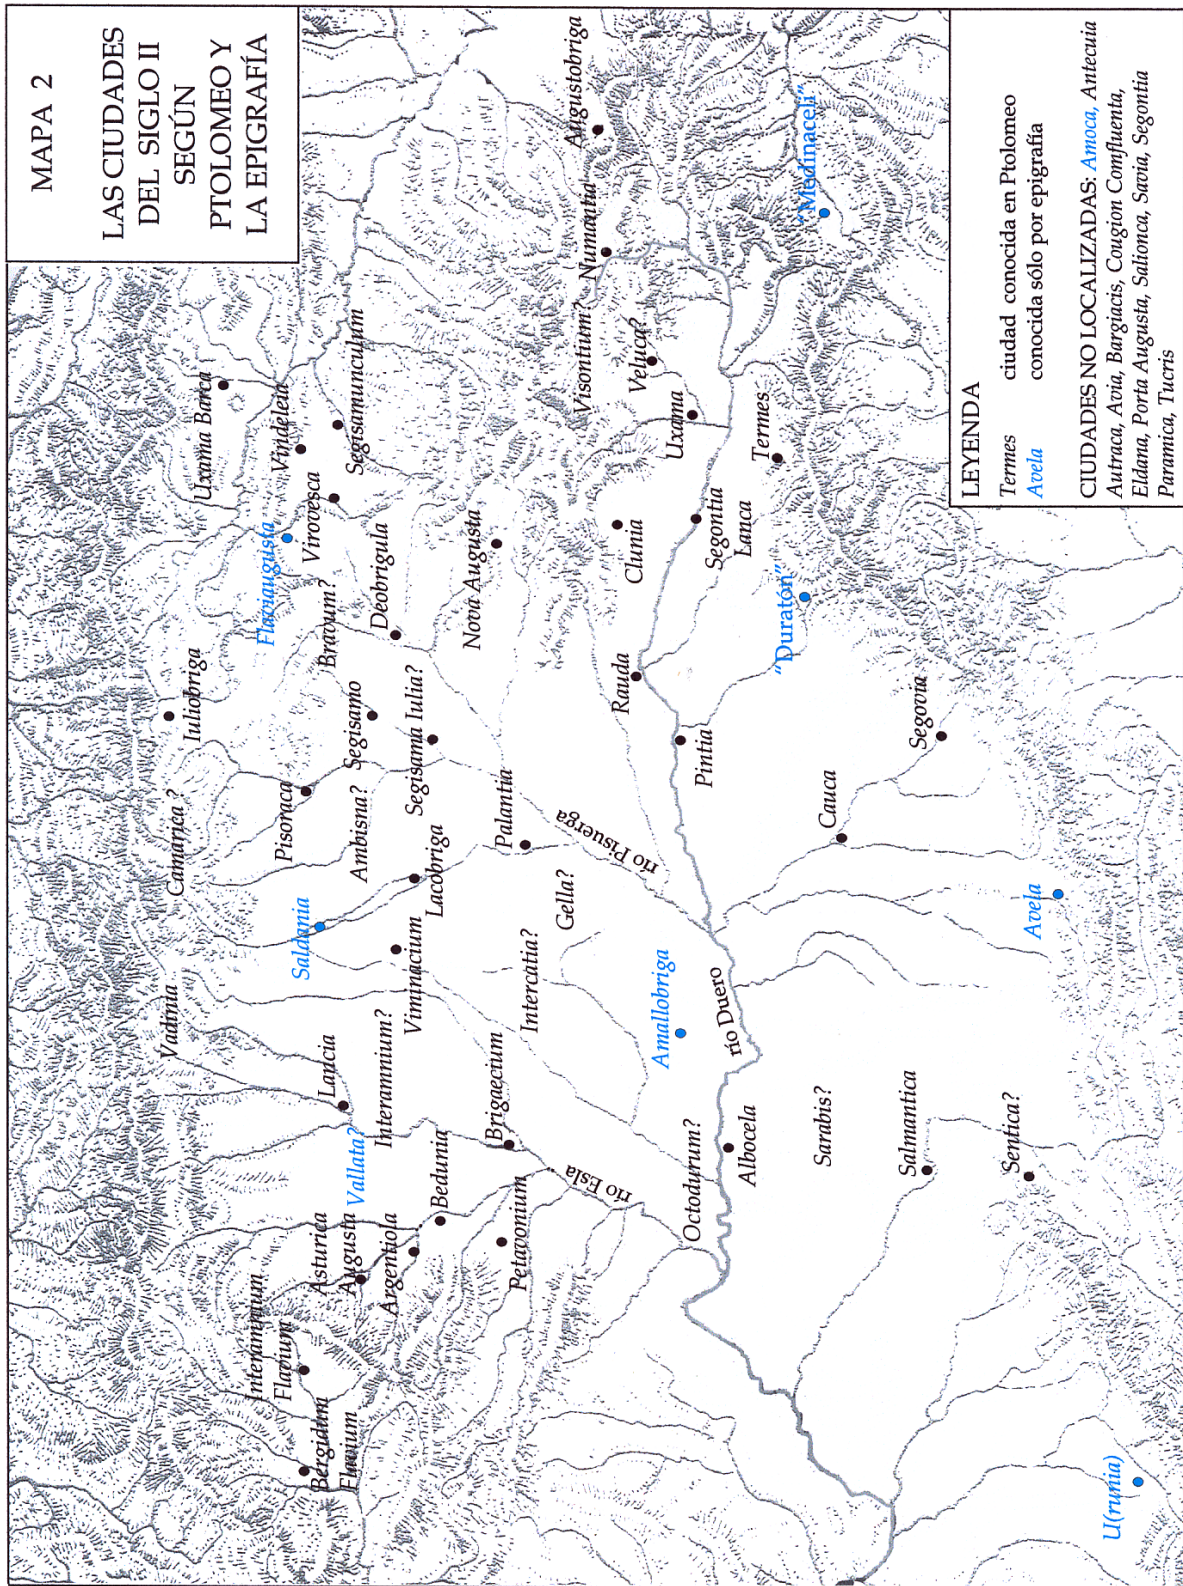 MAPA 2
LAS CIUDADES
DEL SIGLO II
SEGÚN
PTOLOMEO Y
LA EPIGRAFÍA
Uxama Barca
Vindeleia
Segisamunculum
Flaviaugusta
Virovesca
Iuliobriga
Bravum?
Deobrigula
Nova Augusta
Camarica ?
Pisoraca
Segisamo
Ambisna?
Segisama Iulia?
Saldania
Lacobriga
Palantia
río Pisuerga
Vadinia
Viminacium
Gella?
Intercatia?
Lancia
Interamnium?
Vallata?
Brigaecium
Bedunia
Amallobriga
Interamnium
Flavium
Asturica
Augusta
Argentiola
Petavonium
río Esla
Bergidum
Flavium
Augustobriga
Numantia
Visontium?
Veluca?
"Medinaceli"
Uxama
Termes
Clunia
Segontia
Lanca
"Duratón"
Rauda
Pintia
Segovia
Cauca
Avela
río Duero
Octodurum?
Albocela
Sarabis?
Salmantica
Sentica?
U(runia)
LEYENDA
Termes ciudad conocida en Ptolomeo
Avela conocida sólo por epigrafía
CIUDADES NO LOCALIZADAS: Amoca, Antecuia
Autraca, Avia, Bargiacis, Cougion Comfluenta,
Eldana, Porta Augusta, Salionca, Savia, Segontia
Paramica, Tucris